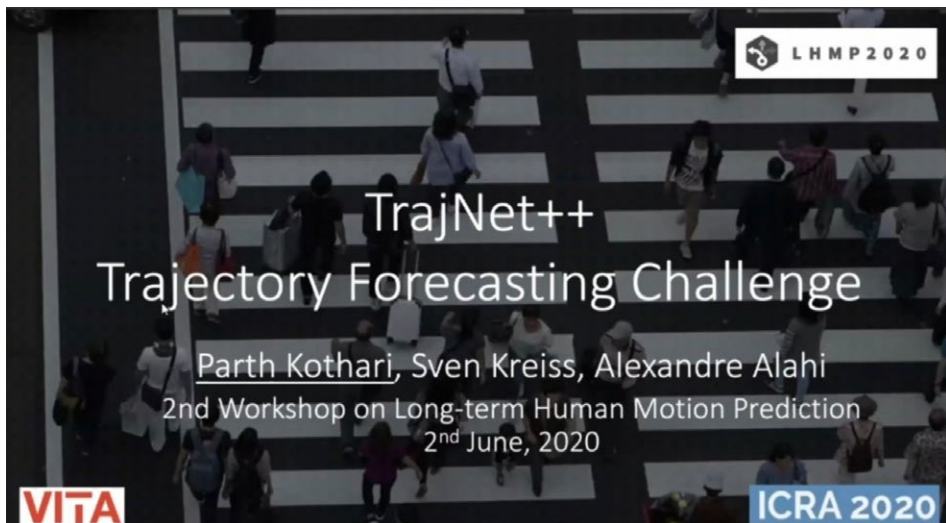 LHMP2020
TrajNet++
Trajectory Forecasting Challenge
Parth Kothari, Sven Kreiss, Alexandre Alahi
2nd Workshop on Long-term Human Motion Prediction
2nd June, 2020
VITA
ICRA 2020